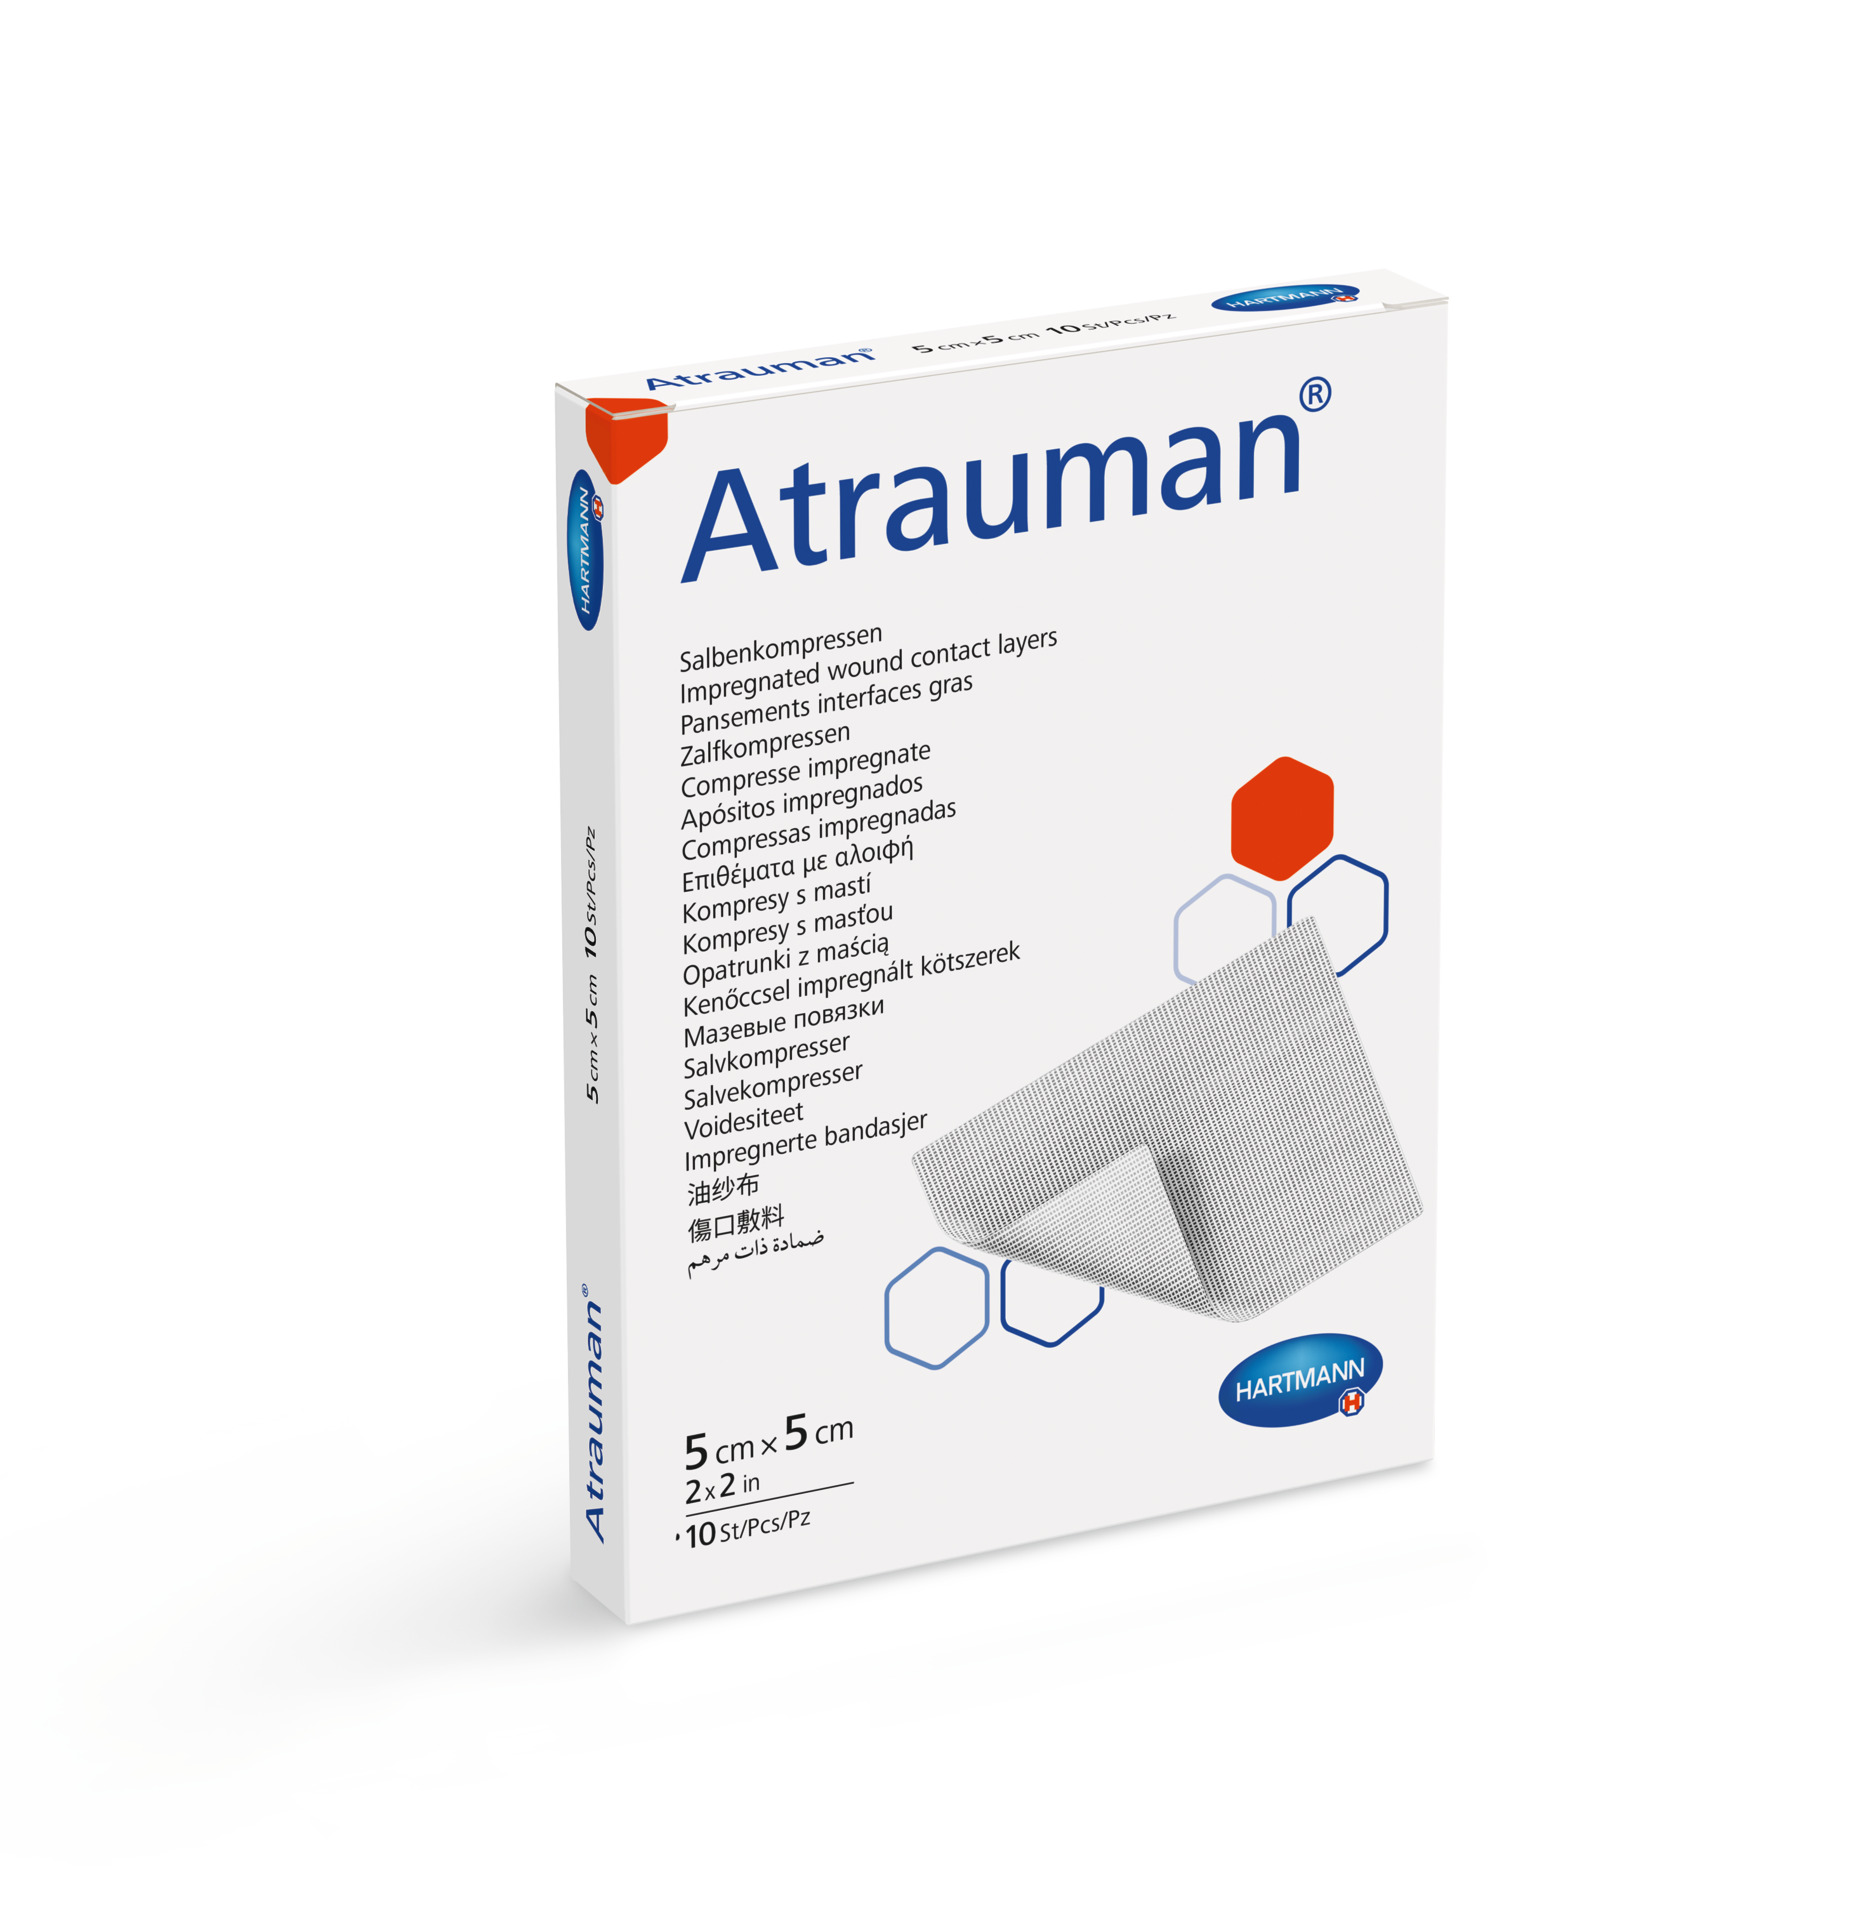 Atrauman® 5 cm × 5 cm 10 St/Pcs/Pz HARTMANN
Atrauman®
Salbenkompressen
Impregnated wound contact layers
Pansements interfaces gras
Zalfkompressen
Compresse impregnate
Apósitos impregnados
Compressas impregnadas
Επιθέματα με αλοιφή
Kompresy s mastí
Kompresy s masťou
Opatrunki z maścią
Kenőccsel impregnált kötszerek
Мазевые повязки
Salvkompresser
Salvekompresser
Voidesiteet
Impregnerte bandasjer
油纱布
傷口敷料
ضمادة ذات مرهم
5 cm × 5 cm
2 x 2 in
10 St/Pcs/Pz
HARTMANN
Atrauman® 5 cm × 5 cm 10 St/Pcs/Pz HARTMANN